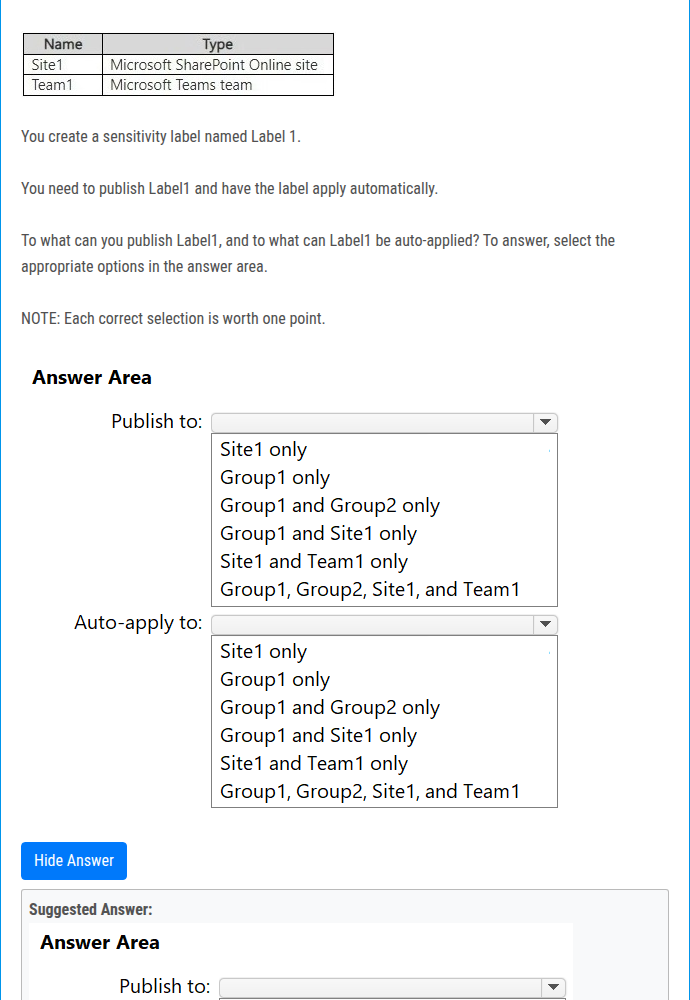 Name Type
Site1 Microsoft SharePoint Online site
Team1 Microsoft Teams team
You create a sensitivity label named Label 1.
You need to publish Label1 and have the label apply automatically.
To what can you publish Label1, and to what can Label1 be auto-applied? To answer, select the
appropriate options in the answer area.
NOTE: Each correct selection is worth one point.
Answer Area
Publish to:
Site1 only
Group1 only
Group1 and Group2 only
Group1 and Site1 only
Site1 and Team1 only
Group1, Group2, Site1, and Team1
Auto-apply to:
Site1 only
Group1 only
Group1 and Group2 only
Group1 and Site1 only
Site1 and Team1 only
Group1, Group2, Site1, and Team1
Hide Answer
Suggested Answer:
Answer Area
Publish to: